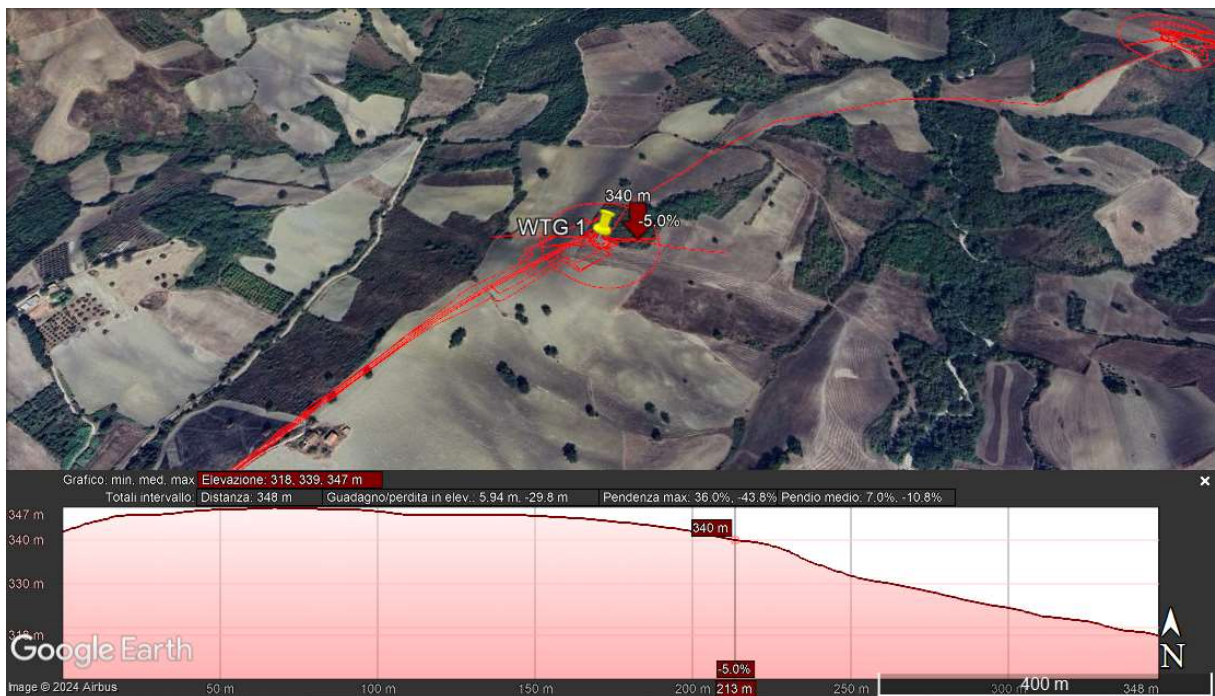 340 m
-5.0%
WTG 1
Grafico: min, med, max Elevazione: 318, 339, 347 m
Totali intervallo: Distanza: 348 m Guadagno/perdita in elev.: 5.94 m, -29.8 m Pendenza max: 36.0%, -43.8% Pendio medio: 7.0%, -10.8%
347 m
340 m
340 m
330 m
318 m
Google Earth
N
-5.0%
400 m
Image © 2024 Airbus
50 m 100 m 150 m 200 m 213 m 250 m 300 m 348 m